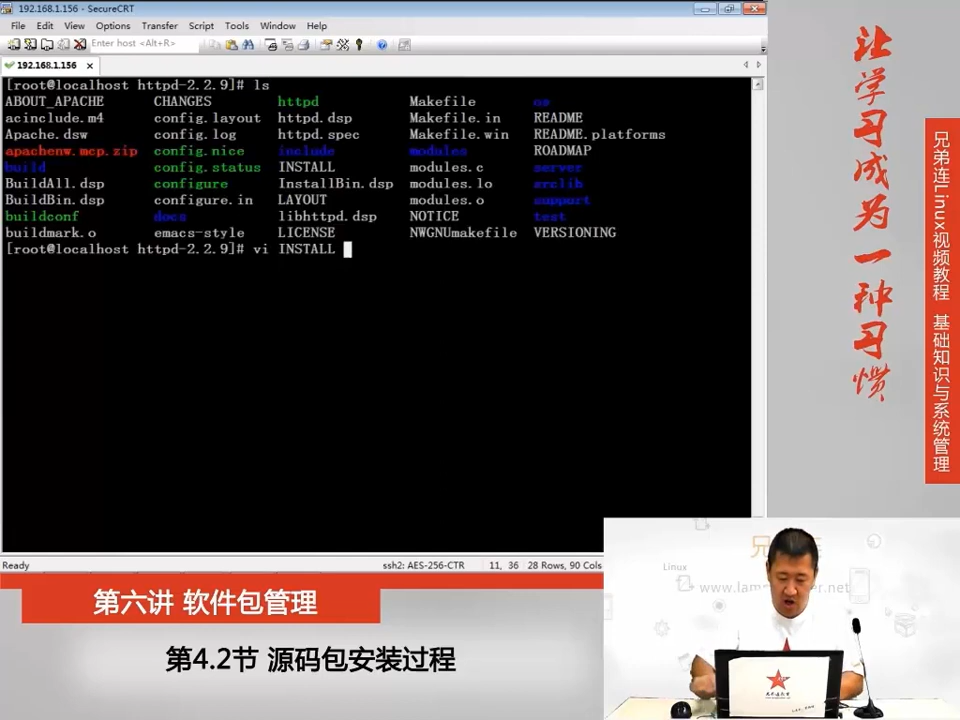 192.168.1.156 - SecureCRT
File Edit View Options Transfer Script Tools Window Help
Enter host <Alt+R>
192.168.1.156
[root@localhost httpd-2.2.9]# ls
ABOUT_APACHE CHANGES httpd Makefile os
acinclude.m4 config.layout httpd.dsp Makefile.in README
Apache.dsw config.log httpd.spec Makefile.win README.platforms
apachenw.mcp.zip config.nice include modules ROADMAP
build config.status INSTALL modules.c server
BuildAll.dsp configure InstallBin.dsp modules.lo srclib
BuildBin.dsp configure.in LAYOUT modules.o support
buildconf docs libhttpd.dsp NOTICE test
buildmark.o emacs-style LICENSE NWGNUmakefile VERSIONING
[root@localhost httpd-2.2.9]# vi INSTALL
Ready ssh2: AES-256-CTR 11, 36 28 Rows, 90 Cols
让学习成为一种习惯
兄弟连Linux视频教程 基础知识与系统管理
第六讲 软件包管理
第4.2节 源码包安装过程
Linux